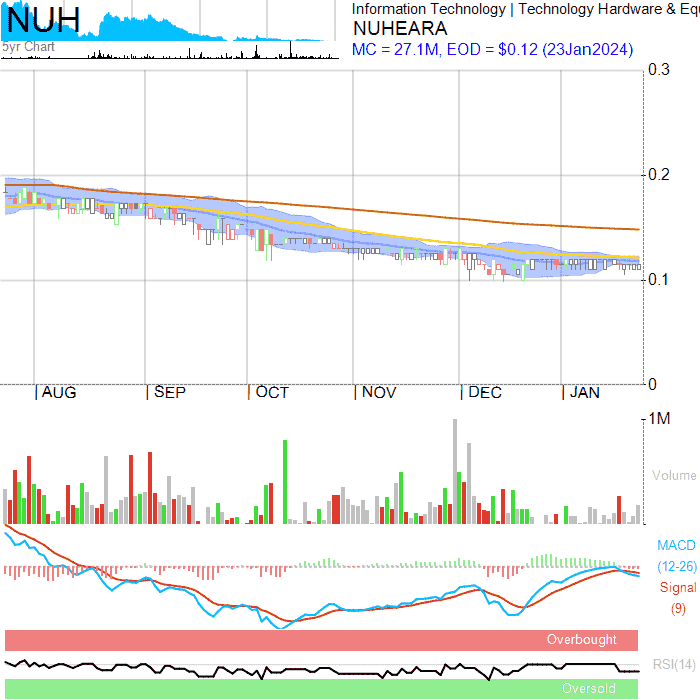 NUH
5yr Chart
Information Technology | Technology Hardware & Equ
NUHEARA
MC = 27.1M, EOD = $0.12 (23Jan2024)
0.3
0.2
0.1
0
| AUG | SEP | OCT | NOV | DEC | JAN
1M
Volume
MACD
(12-26)
Signal
(9)
Overbought
RSI(14)
Oversold